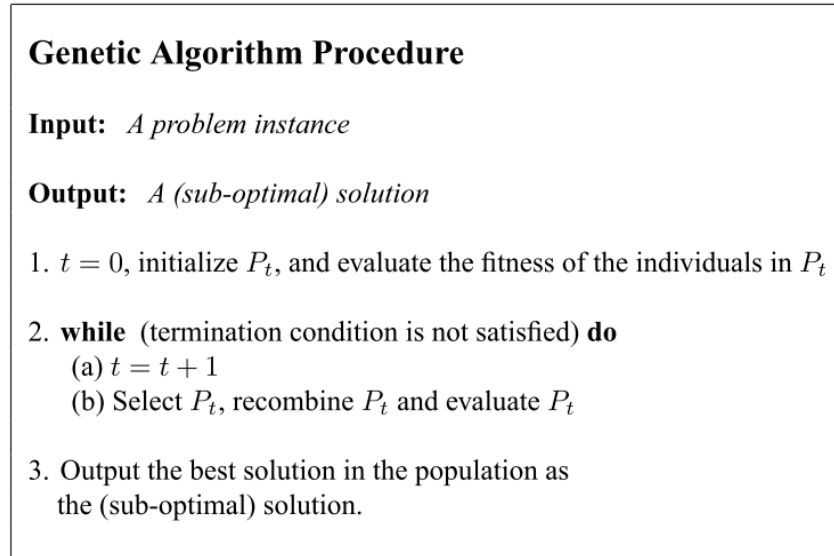 Genetic Algorithm Procedure
Input: A problem instance
Output: A (sub-optimal) solution
1. t = 0, initialize Pt, and evaluate the fitness of the individuals in Pt
2. while (termination condition is not satisfied) do
(a) t = t + 1
(b) Select Pt, recombine Pt and evaluate Pt
3. Output the best solution in the population as
the (sub-optimal) solution.